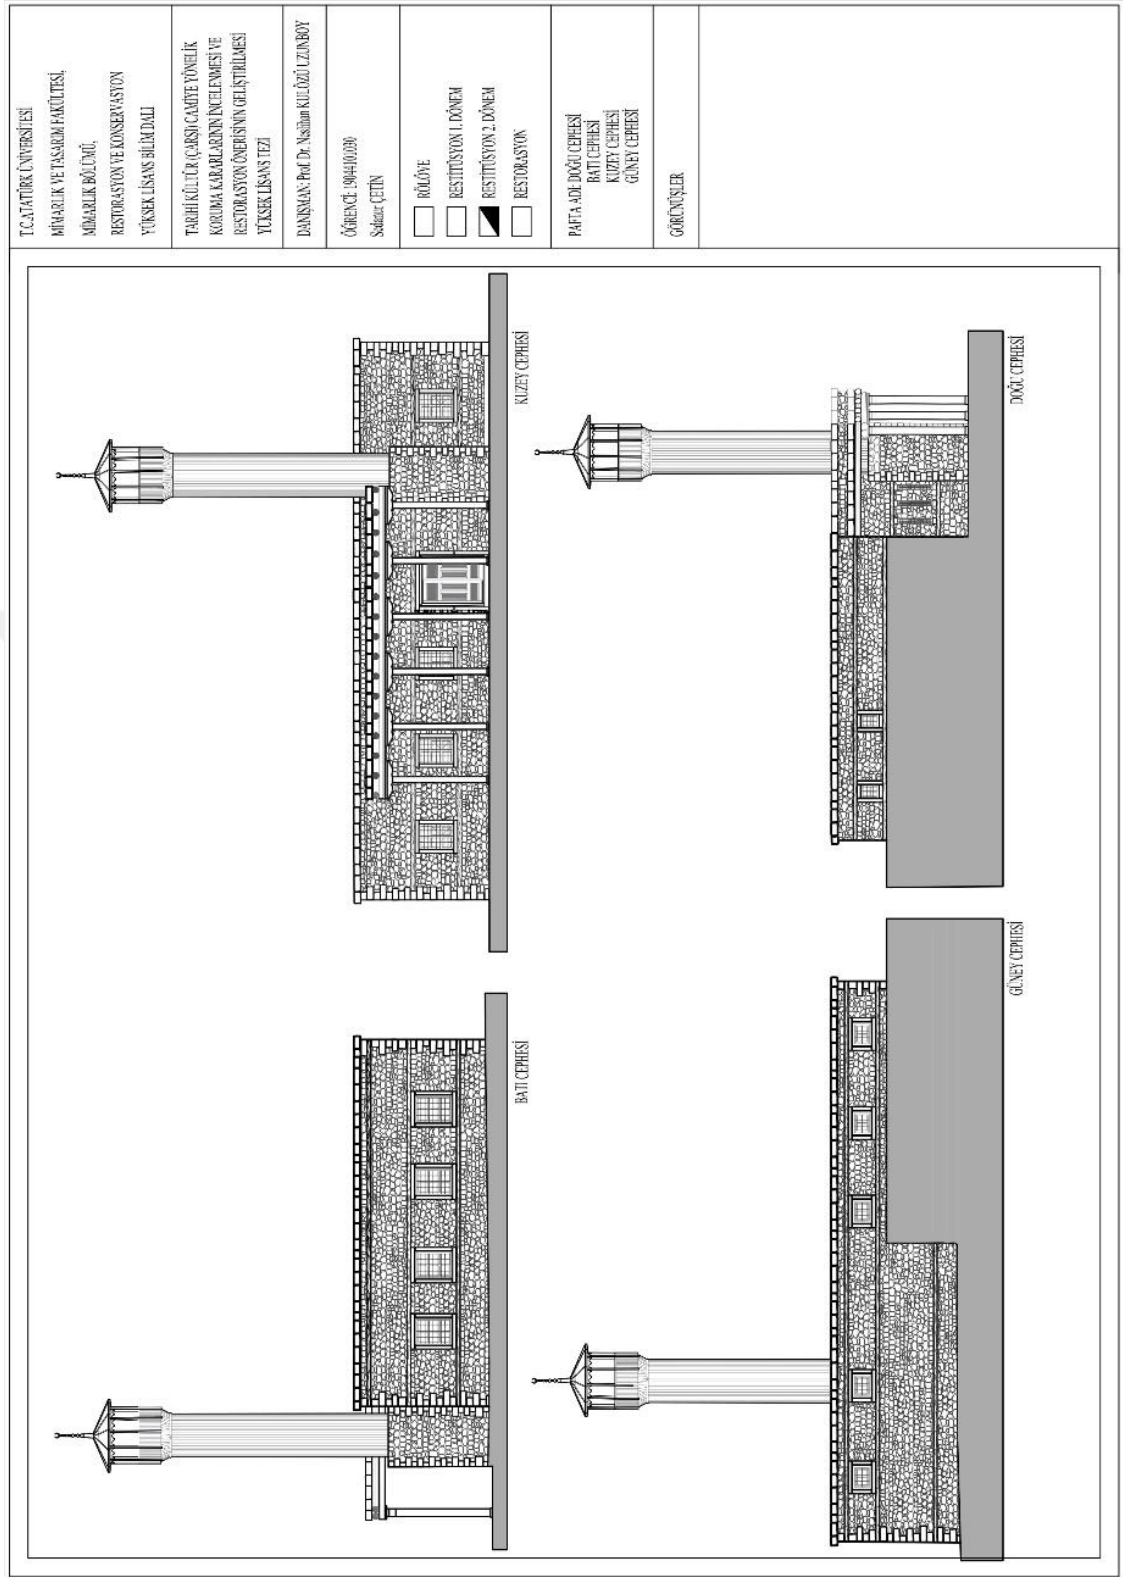 T.C.ATATÜRK ÜNİVERSİTESİ
MİMARLIK VE TASARIM FAKÜLTESİ,
MİMARLIK BÖLÜMÜ,
RESTORASYON VE KONSERVASYON
YÜKSEK LİSANS BİLİM DALI
TARİHİ KÜLTÜR (ÇARŞI) CAMİYE YÖNELİK
KORUMA KARARLARININ İNCELENMESİ VE
RESTORASYON ÖNERİSİNİN GELİŞTİRİLMESİ
YÜKSEK LİSANS TEZİ
DANIŞMAN: Prof. Dr. Neslihan KULÖZÜ UZUNBOY
ÖĞRENCİ:
ÇETİN
RÖLÖVE
RESTİTÜSYON 1. DÖNEM
RESTİTÜSYON 2. DÖNEM
RESTORASYON
PAFTA ADI: DOĞU CEPHESİ
BATI CEPHESİ
KUZEY CEPHESİ
GÜNEY CEPHESİ
GÖRÜNÜŞLER
BATI CEPHESİ
KUZEY CEPHESİ
GÜNEY CEPHESİ
DOĞU CEPHESİ